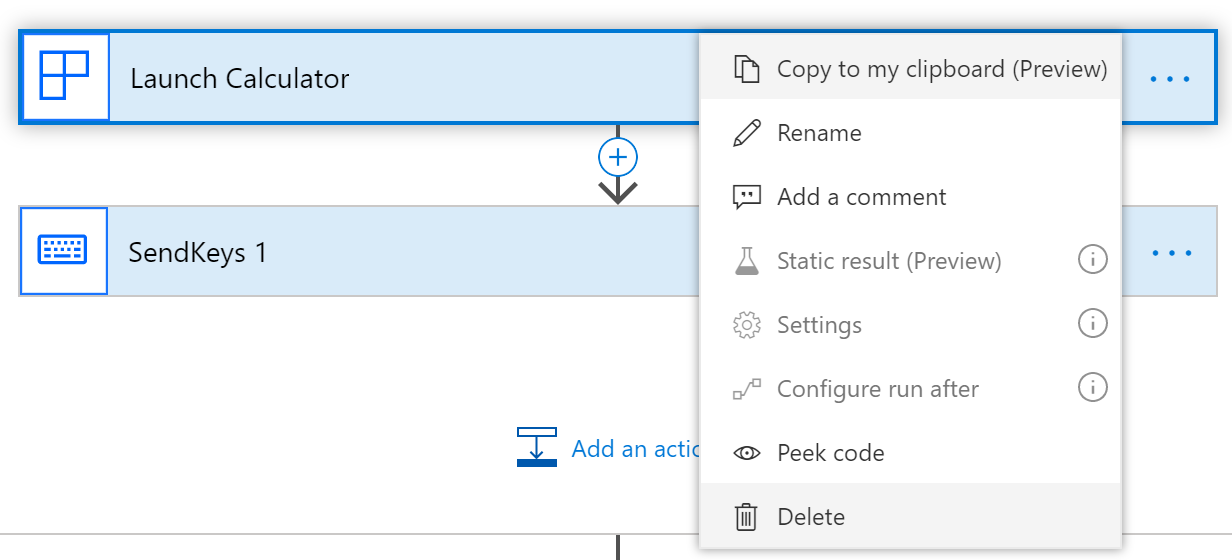 Launch Calculator
Copy to my clipboard (Preview)
Rename
Add a comment
SendKeys 1
Static result (Preview)
Settings
Configure run after
Add an
Peek code
Delete